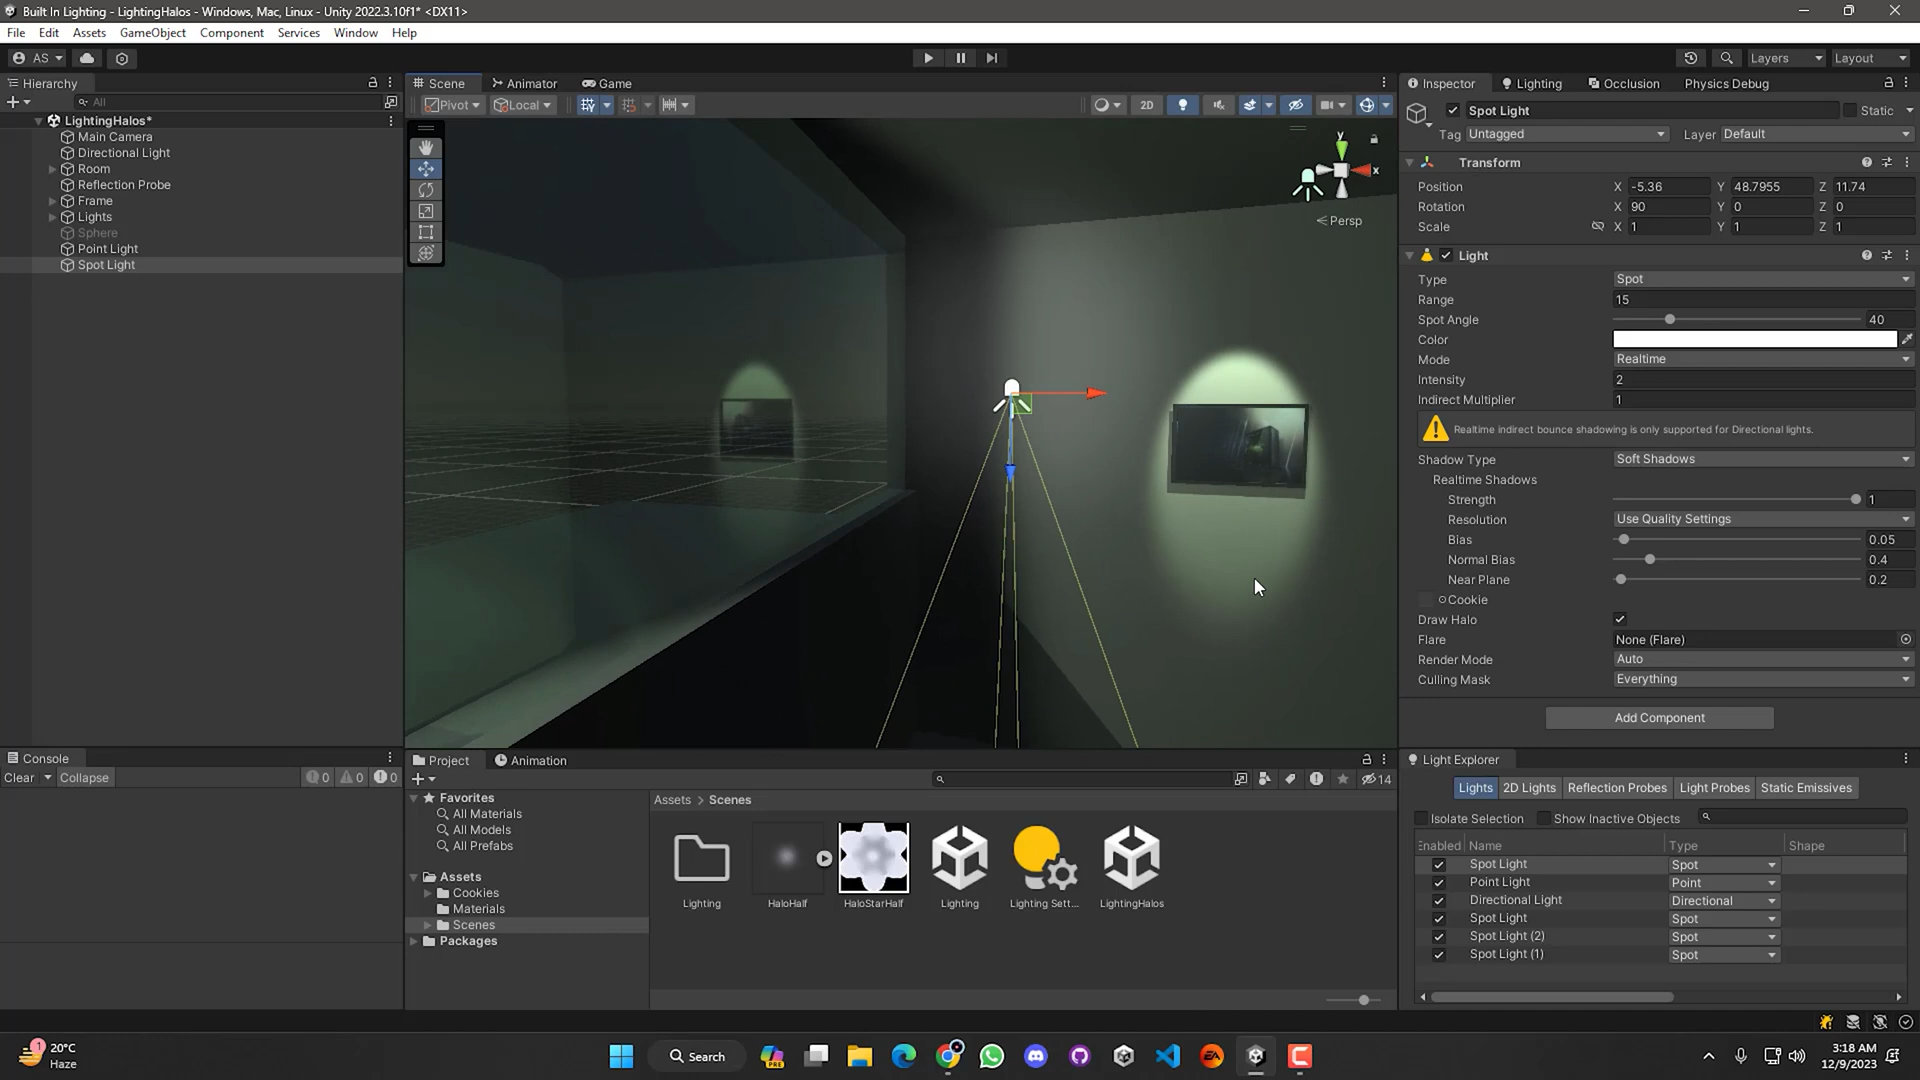 Built In Lighting - LightingHalos - Windows, Mac, Linux - Unity 2022.3.10f1* <DX11>
File Edit Assets GameObject Component Services Window Help
AS Layers Layout
Hierarchy
All
LightingHalos*
Main Camera
Directional Light
Room
Reflection Probe
Frame
Lights
Sphere
Point Light
Spot Light
Scene Animator Game
Pivot Local 2D
y
x
Persp
Inspector Lighting Occlusion Physics Debug
Spot Light Static
Tag Untagged Layer Default
Transform
Position X -5.36 Y 48.7955 Z 11.74
Rotation X 90 Y 0 Z 0
Scale X 1 Y 1 Z 1
Light
Type Spot
Range 15
Spot Angle 40
Color
Mode Realtime
Intensity 2
Indirect Multiplier 1
Realtime indirect bounce shadowing is only supported for Directional lights.
Shadow Type Soft Shadows
Realtime Shadows
Strength 1
Resolution Use Quality Settings
Bias 0.05
Normal Bias 0.4
Near Plane 0.2
Cookie
Draw Halo
Flare None (Flare)
Render Mode Auto
Culling Mask Everything
Add Component
Console
Clear Collapse 0 0 0
Project Animation
14
Favorites
All Materials
All Models
All Prefabs
Assets
Cookies
Materials
Scenes
Packages
Assets > Scenes
Lighting HaloHalf HaloStarHalf Lighting Lighting Sett... LightingHalos
Light Explorer
Lights 2D Lights Reflection Probes Light Probes Static Emissives
Isolate Selection Show Inactive Objects
Enabled Name Type Shape
Spot Light Spot
Point Light Point
Directional Light Directional
Spot Light Spot
Spot Light (2) Spot
Spot Light (1) Spot
1 20°C
Haze
Search
PRE
EA
3:18 AM
12/9/2023